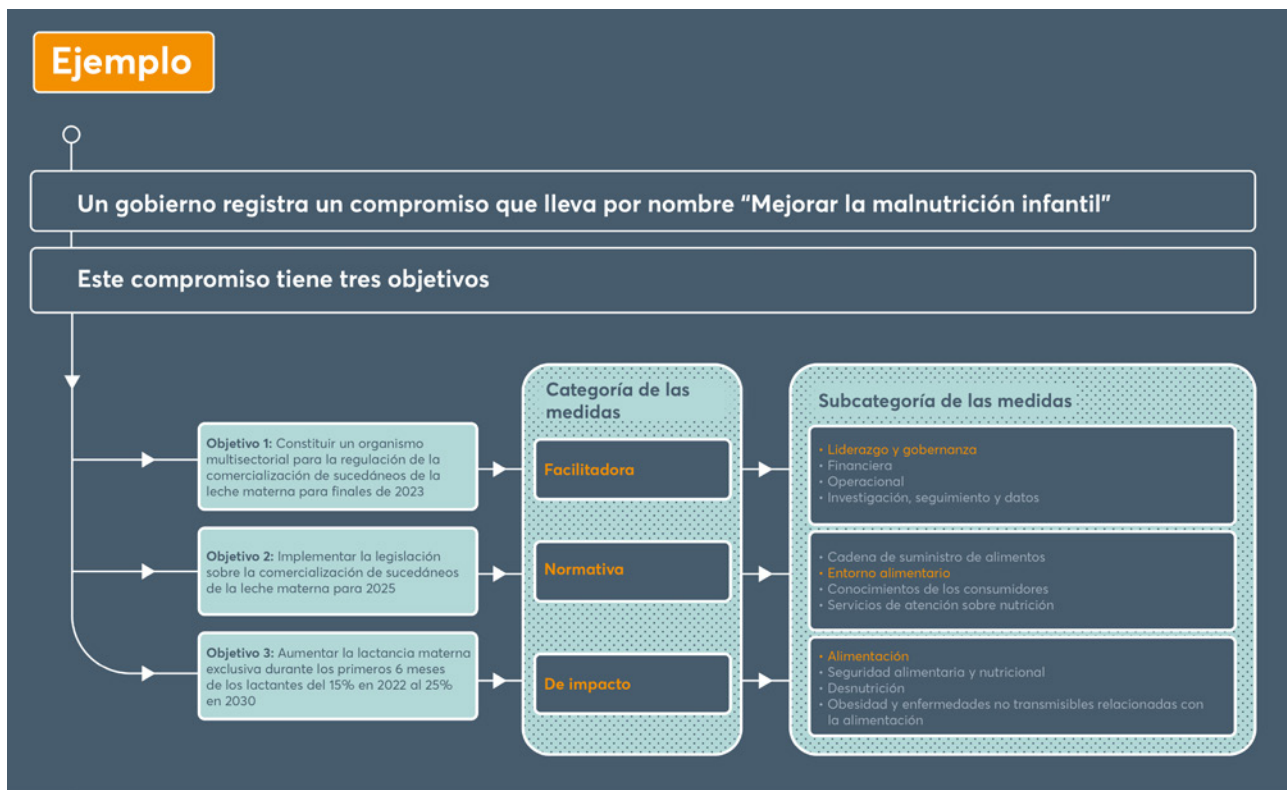 Ejemplo
Un gobierno registra un compromiso que lleva por nombre “Mejorar la malnutrición infantil”
Este compromiso tiene tres objetivos
Categoría de las
medidas
Subcategoría de las medidas
Objetivo 1: Constituir un organismo
multisectorial para la regulación de la
comercialización de sucedáneos de la
leche materna para finales de 2023
Facilitadora
• Liderazgo y gobernanza
• Financiera
• Operacional
• Investigación, seguimiento y datos
Objetivo 2: Implementar la legislación
sobre la comercialización de sucedáneos
de la leche materna para 2025
Normativa
• Cadena de suministro de alimentos
• Entorno alimentario
• Conocimientos de los consumidores
• Servicios de atención sobre nutrición
Objetivo 3: Aumentar la lactancia materna
exclusiva durante los primeros 6 meses
de los lactantes del 15% en 2022 al 25%
en 2030
De impacto
• Alimentación
• Seguridad alimentaria y nutricional
• Desnutrición
• Obesidad y enfermedades no transmisibles relacionadas con
la alimentación